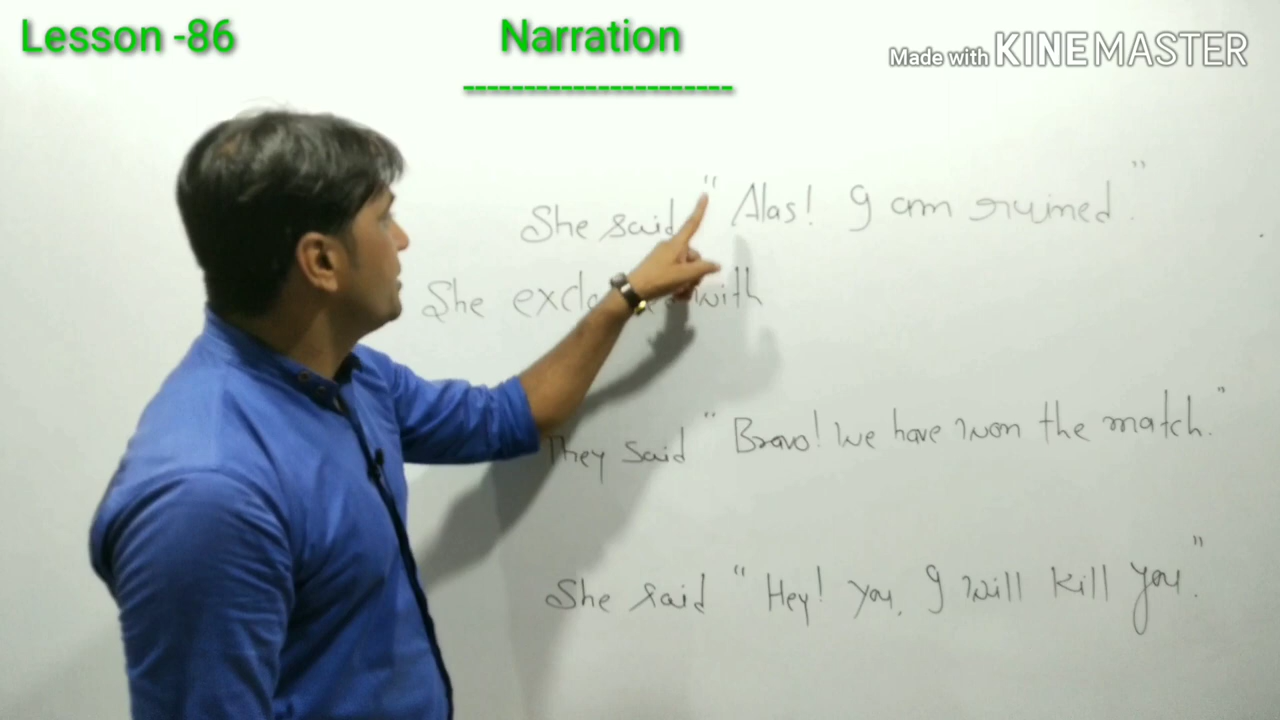 Lesson -86
Narration
Made with KINEMASTER
She said " Alas! I am ruined."
She with
They said " Bravo! We have won the match."
She said " Hey! You, I will kill you."